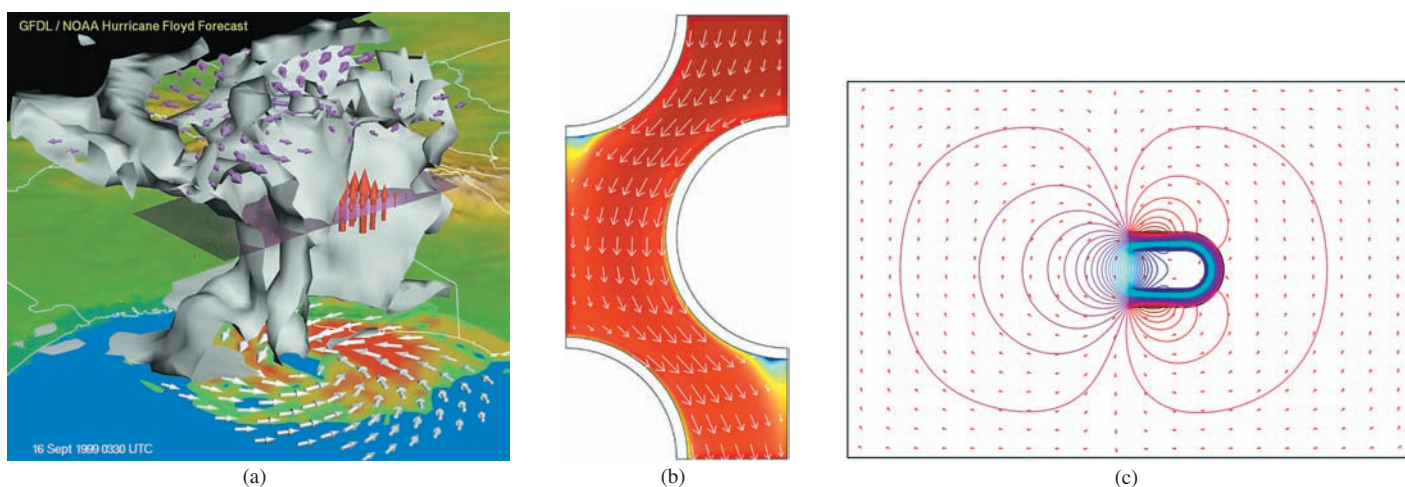 GFDL / NOAA Hurricane Floyd Forecast
16 Sept 1999 0330 UTC
(a)
(b)
(c)